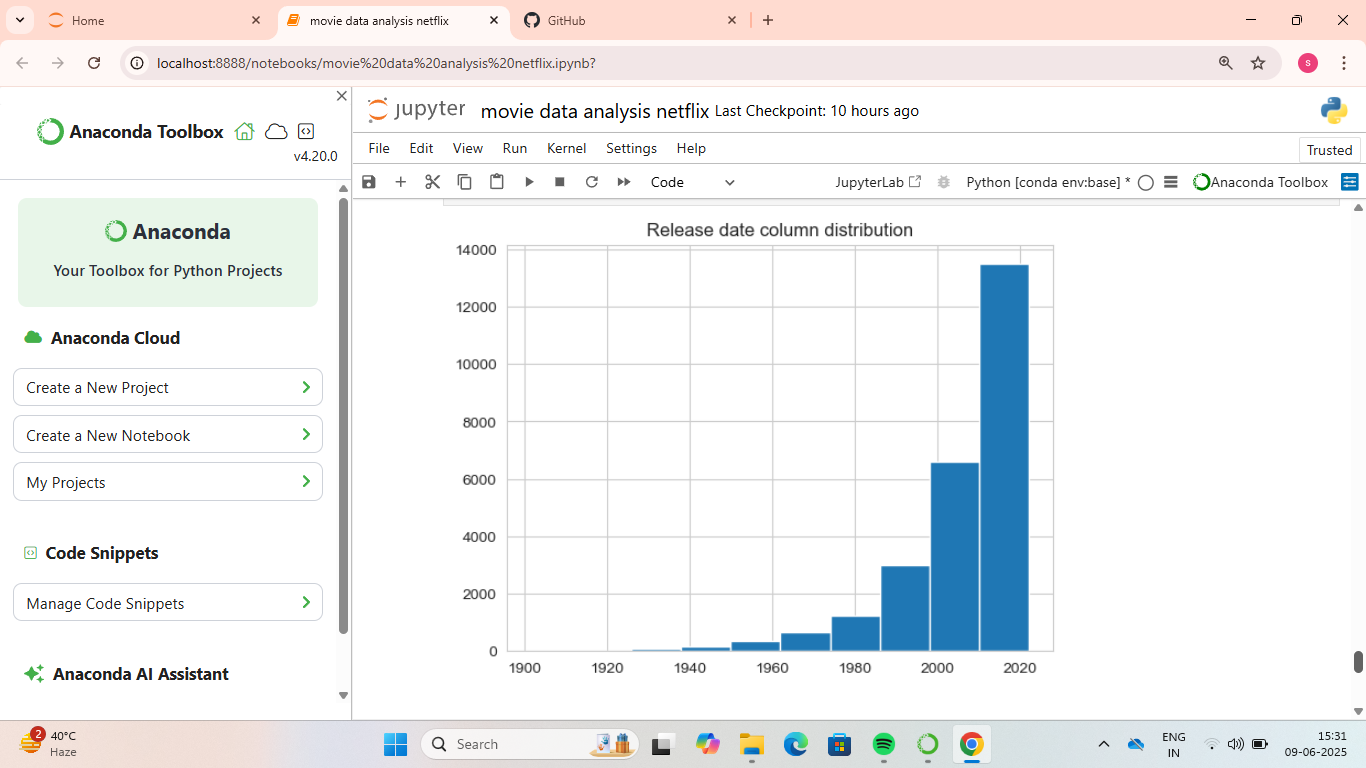 Home
movie data analysis netflix
GitHub
localhost:8888/notebooks/movie%20data%20analysis%20netflix.ipynb?
s
Anaconda Toolbox
v4.20.0
Anaconda
Your Toolbox for Python Projects
Anaconda Cloud
Create a New Project
Create a New Notebook
My Projects
Code Snippets
Manage Code Snippets
Anaconda AI Assistant
jupyter movie data analysis netflix Last Checkpoint: 10 hours ago
File Edit View Run Kernel Settings Help
Trusted
Code
JupyterLab
Python [conda env:base] *
Anaconda Toolbox
Release date column distribution
14000
12000
10000
8000
6000
4000
2000
0
1900 1920 1940 1960 1980 2000 2020
2
40°C
Haze
Search
ENG
IN
15:31
09-06-2025